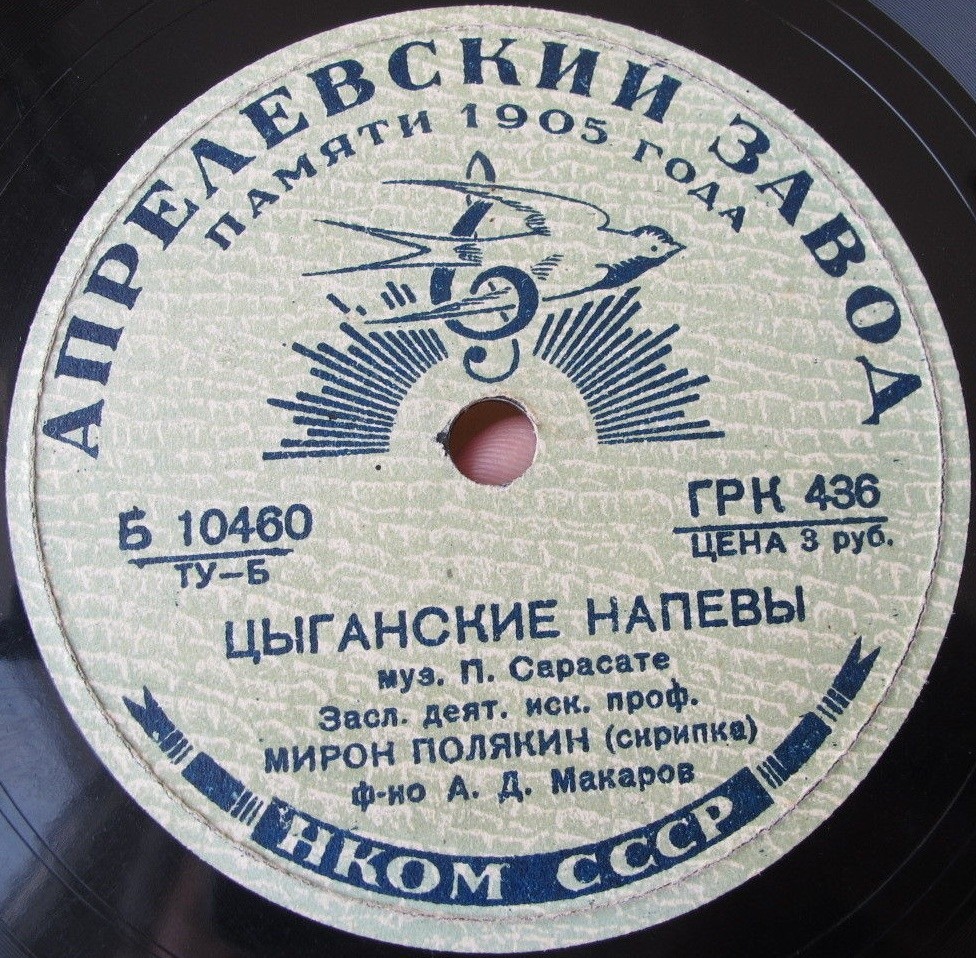 АПРЕЛЕВСКИЙ ЗАВОД
ПАМЯТИ 1905 ГОДА
Б 10460
ТУ-Б
ГРК 436
ЦЕНА 3 руб.
ЦЫГАНСКИЕ НАПЕВЫ
муз. П. Сарасате
Засл. деят. иск. проф.
МИРОН ПОЛЯКИН (скрипка)
ф-но А. Д. Макаров
НКОМ СССР